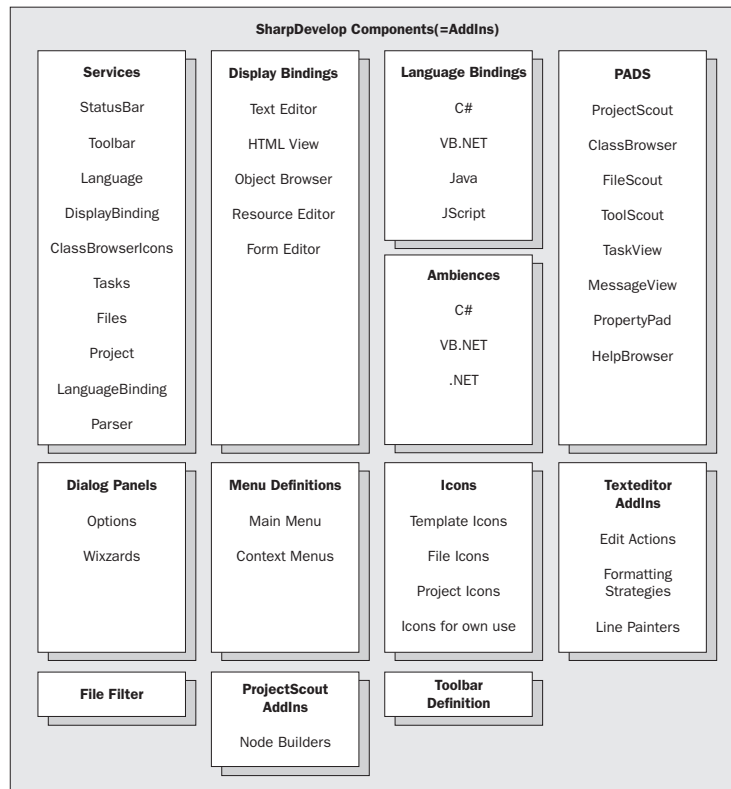 SharpDevelop Components(=AddIns)
Services
StatusBar
Toolbar
Language
DisplayBinding
ClassBrowserIcons
Tasks
Files
Project
LanguageBinding
Parser
Display Bindings
Text Editor
HTML View
Object Browser
Resource Editor
Form Editor
Language Bindings
C#
VB.NET
Java
JScript
Ambiences
C#
VB.NET
.NET
PADS
ProjectScout
ClassBrowser
FileScout
ToolScout
TaskView
MessageView
PropertyPad
HelpBrowser
Dialog Panels
Options
Wixzards
Menu Definitions
Main Menu
Context Menus
Icons
Template Icons
File Icons
Project Icons
Icons for own use
Texteditor
AddIns
Edit Actions
Formatting
Strategies
Line Painters
File Filter
ProjectScout
AddIns
Node Builders
Toolbar
Definition